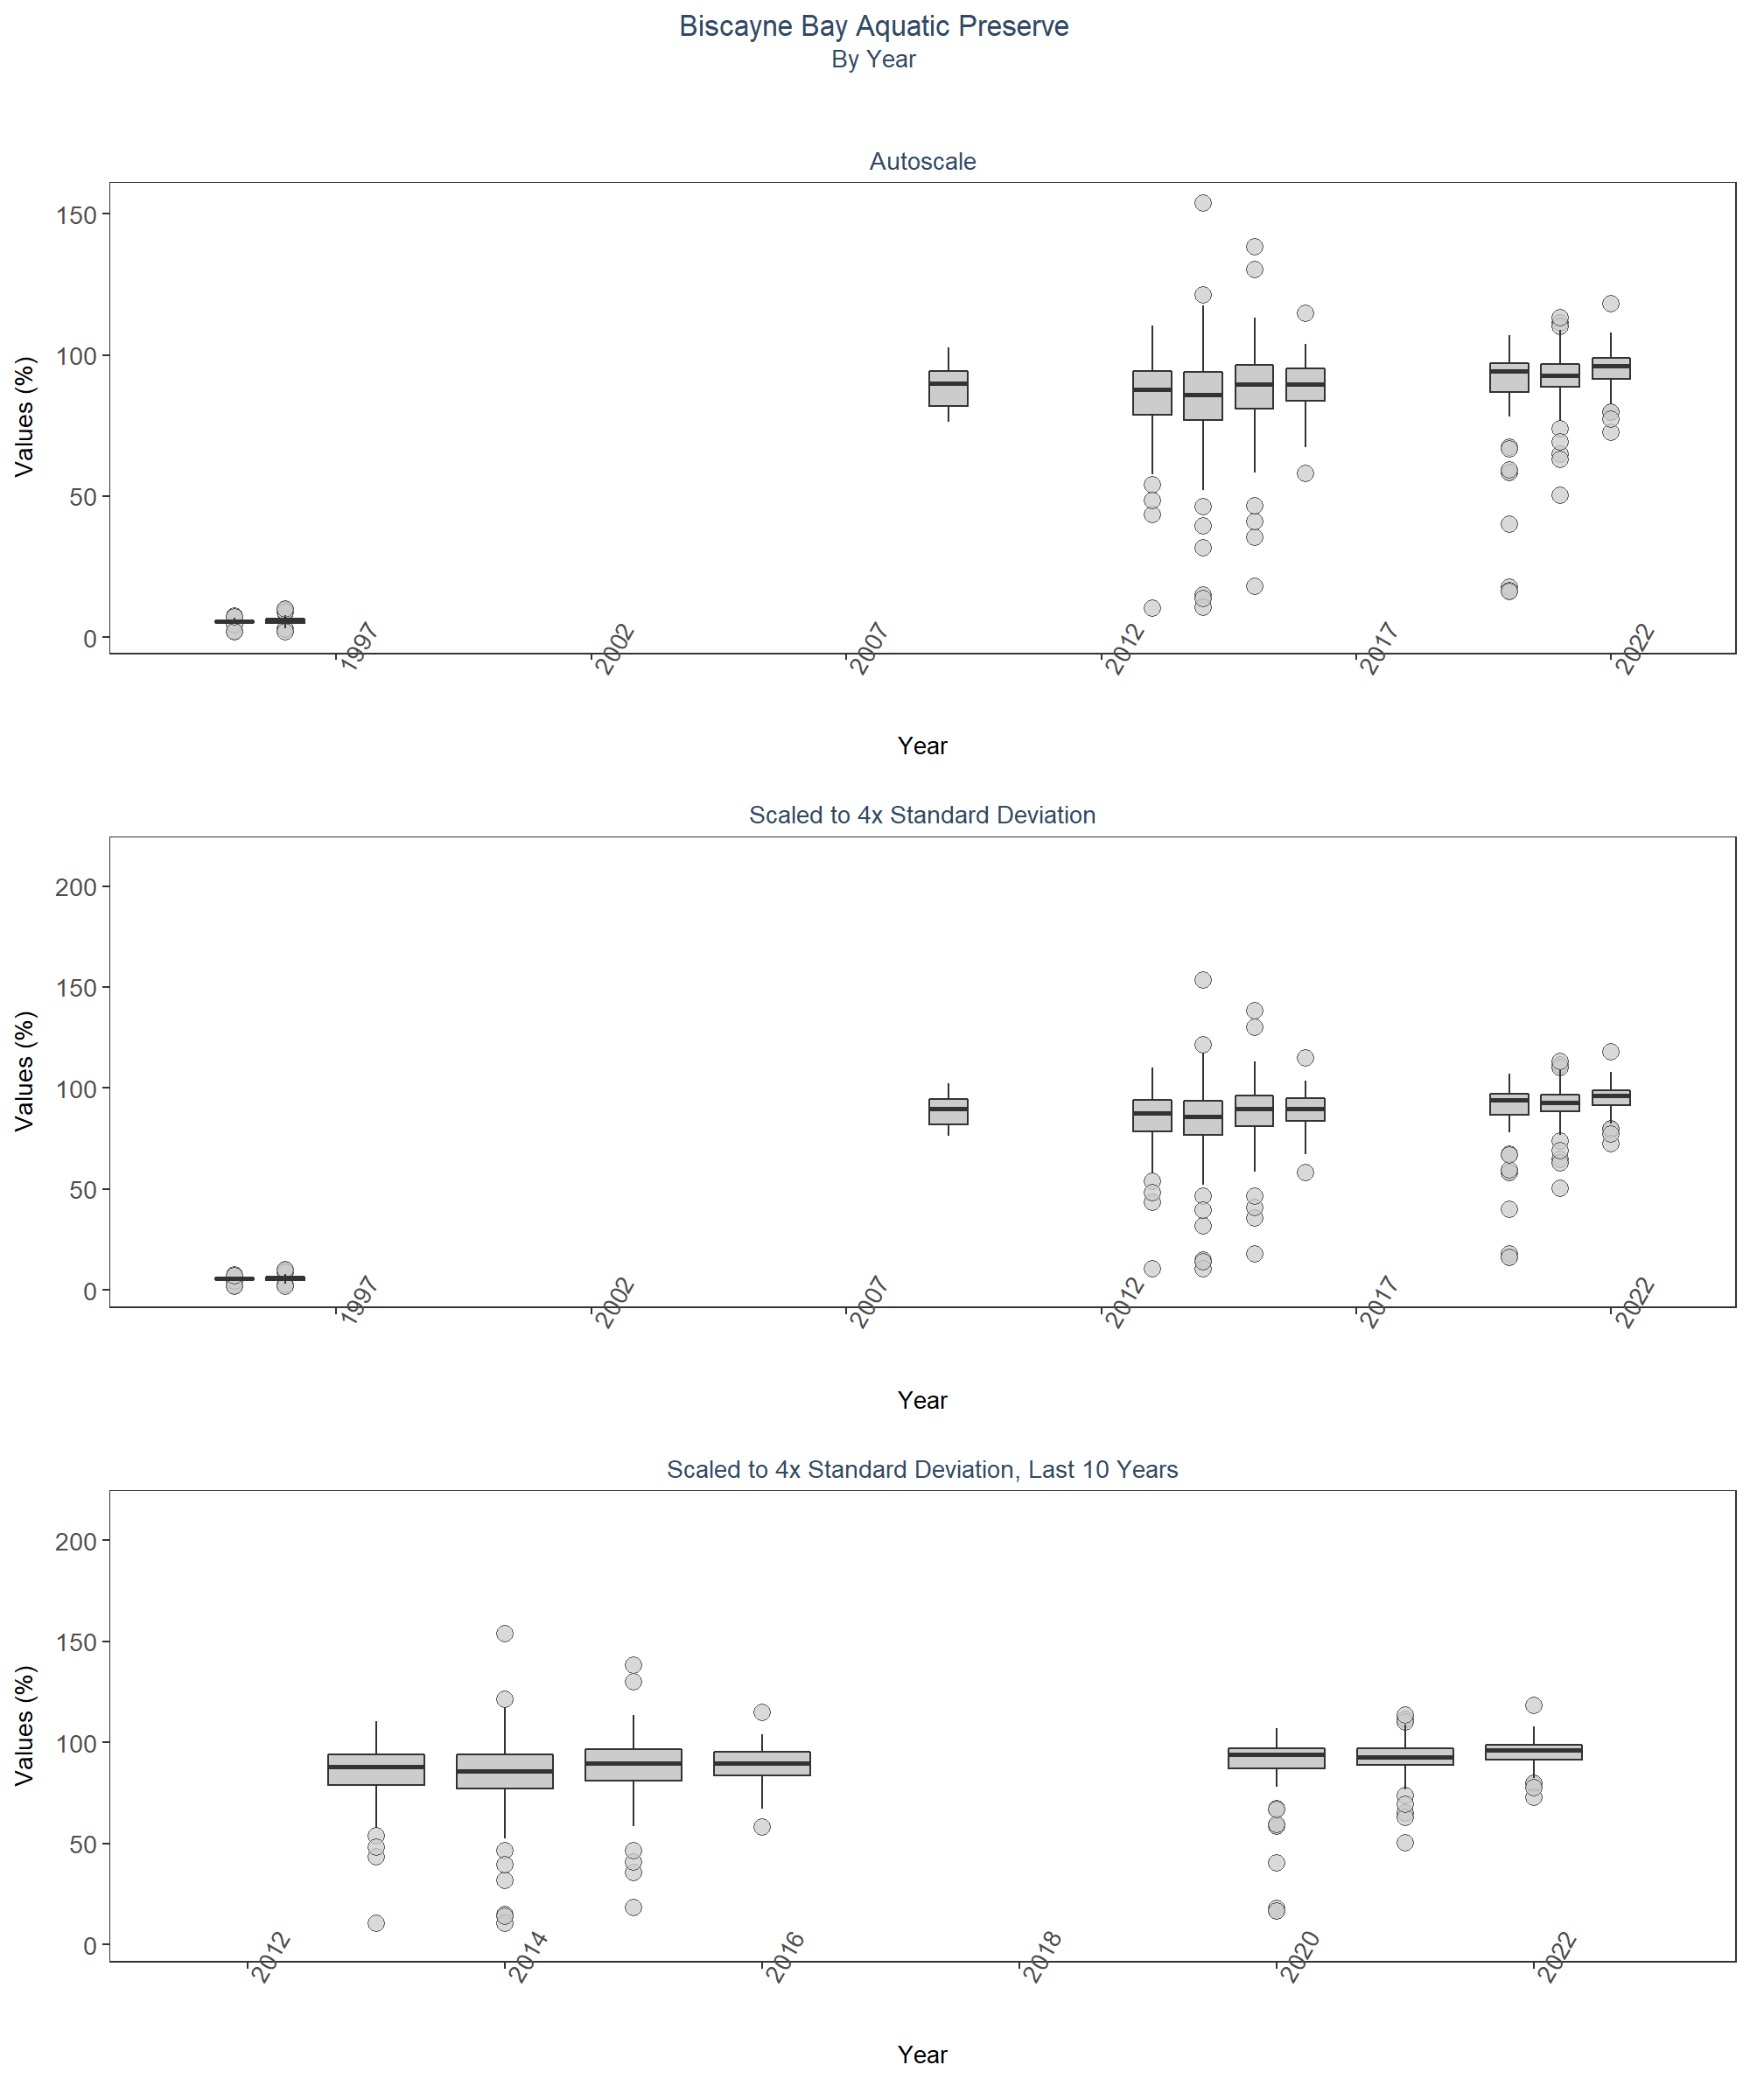 Biscayne Bay Aquatic Preserve
By Year
Autoscale
Values (%)
150
100
50
0
1997
2002
2007
2012
2017
2022
Year
Scaled to 4x Standard Deviation
Values (%)
200
150
100
50
0
1997
2002
2007
2012
2017
2022
Year
Scaled to 4x Standard Deviation, Last 10 Years
Values (%)
200
150
100
50
0
2012
2014
2016
2018
2020
2022
Year